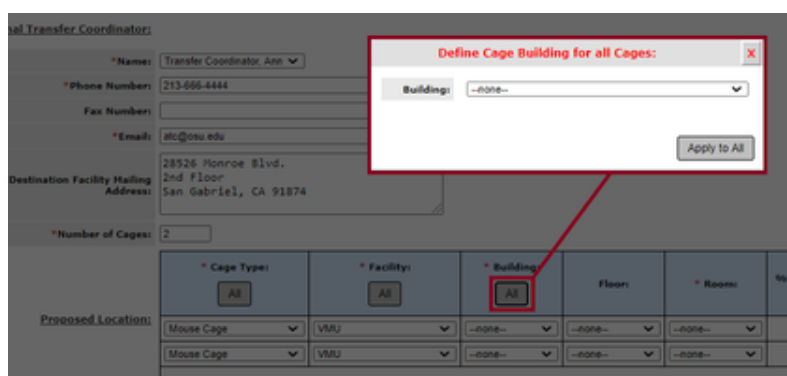 nal Transfer Coordinator:
*Name: Transfer Coordinator, Ann
*Phone Number: 213-666-4444
Fax Number:
*Email: atc@osu.edu
Destination Facility Mailing Address:
28526 Monroe Blvd.
2nd Floor
San Gabriel, CA 91874
*Number of Cages: 2
Define Cage Building for all Cages: x
Building: --none--
Apply to All
Proposed Location:
* Cage Type: * Facility: * Building: Floor: * Room: %
All All All
Mouse Cage VMU --none-- --none-- --none--
Mouse Cage VMU --none-- --none-- --none--